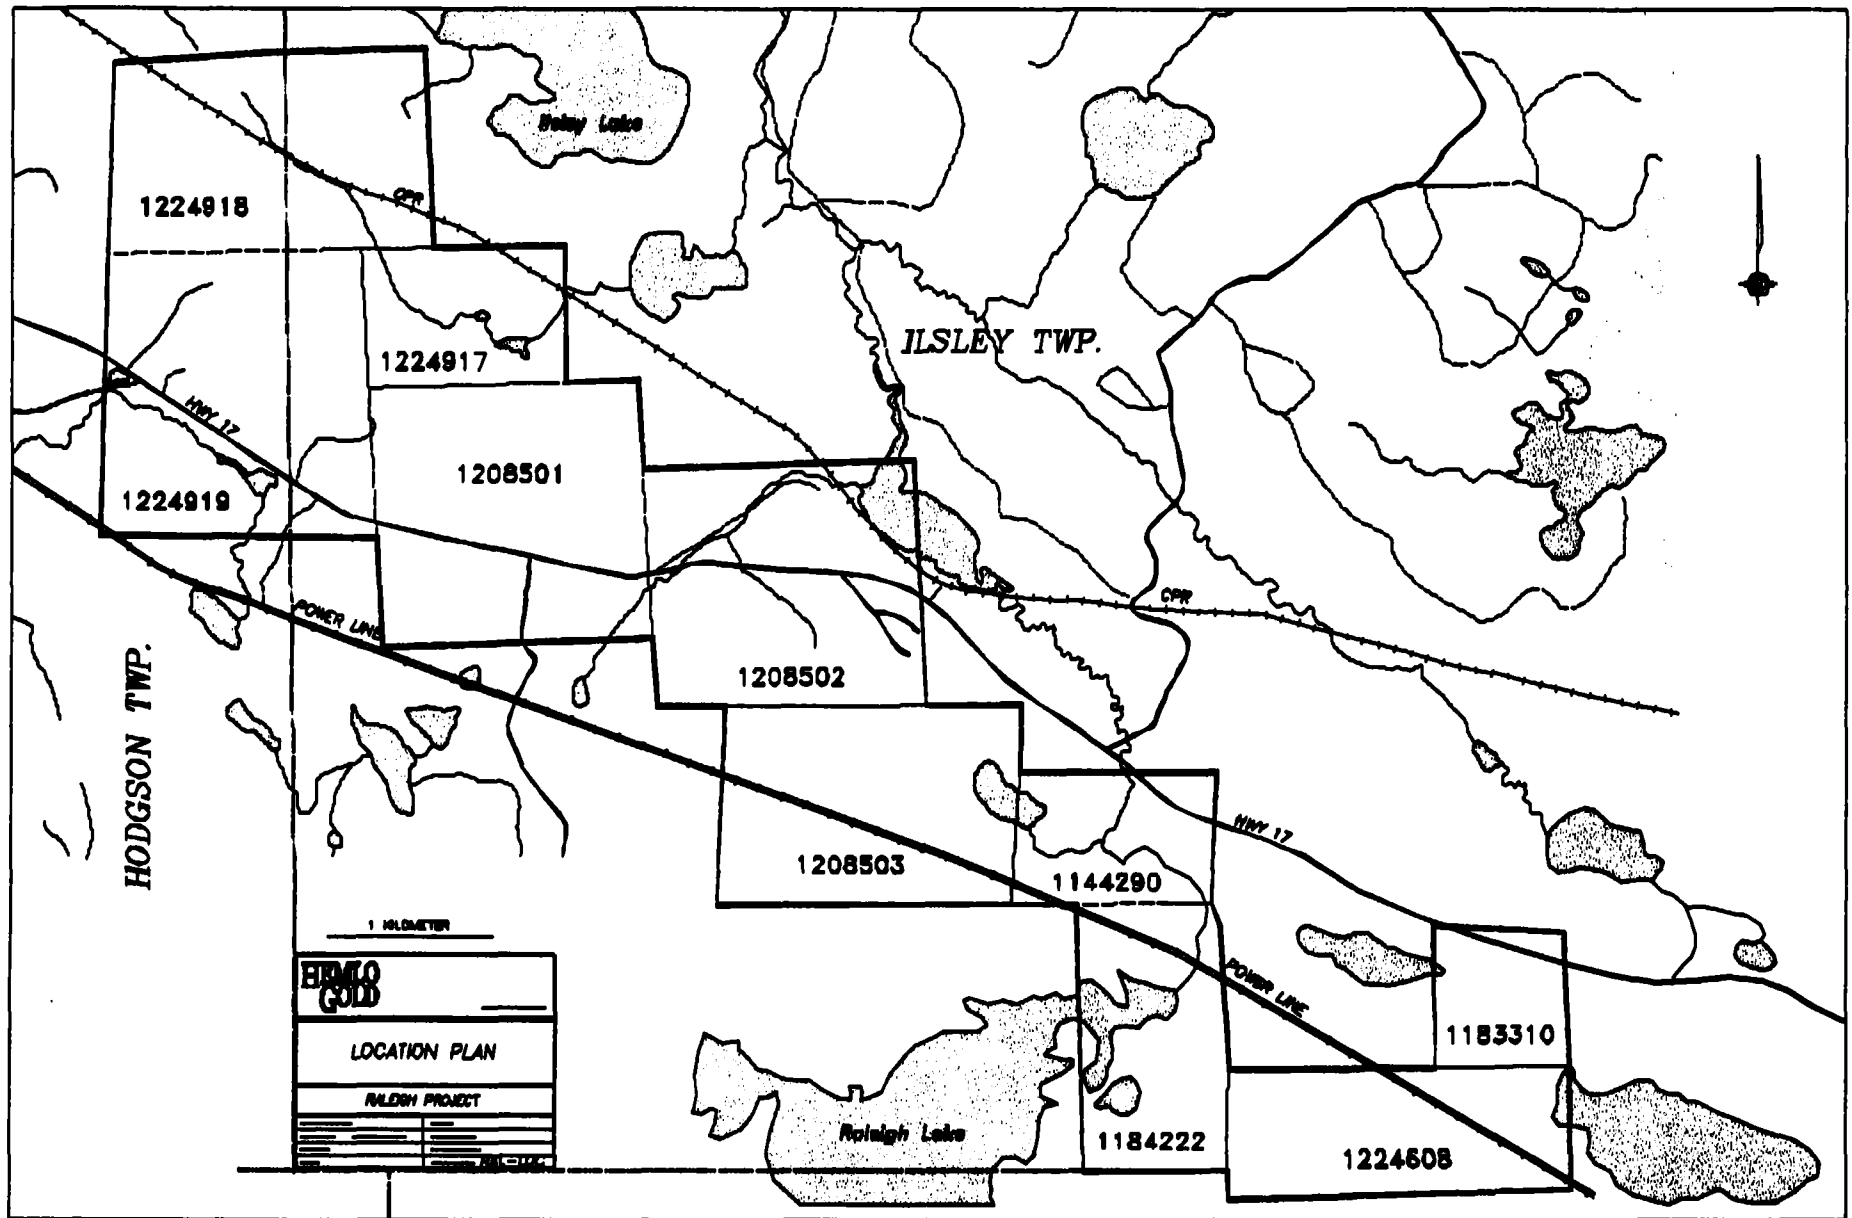 Lake
1224918
CPR
ILSLEY TWP.
1224917
HWY 17
1208501
1224919
CPR
POWER LINE
1208502
HODGSON TWP.
HWY 17
1208503
1144290
1 KILOMETER
HEMLO
GOLD
POWER LINE
1183310
LOCATION PLAN
RALEIGH PROJECT
Raleigh Lake
1184222
1224608